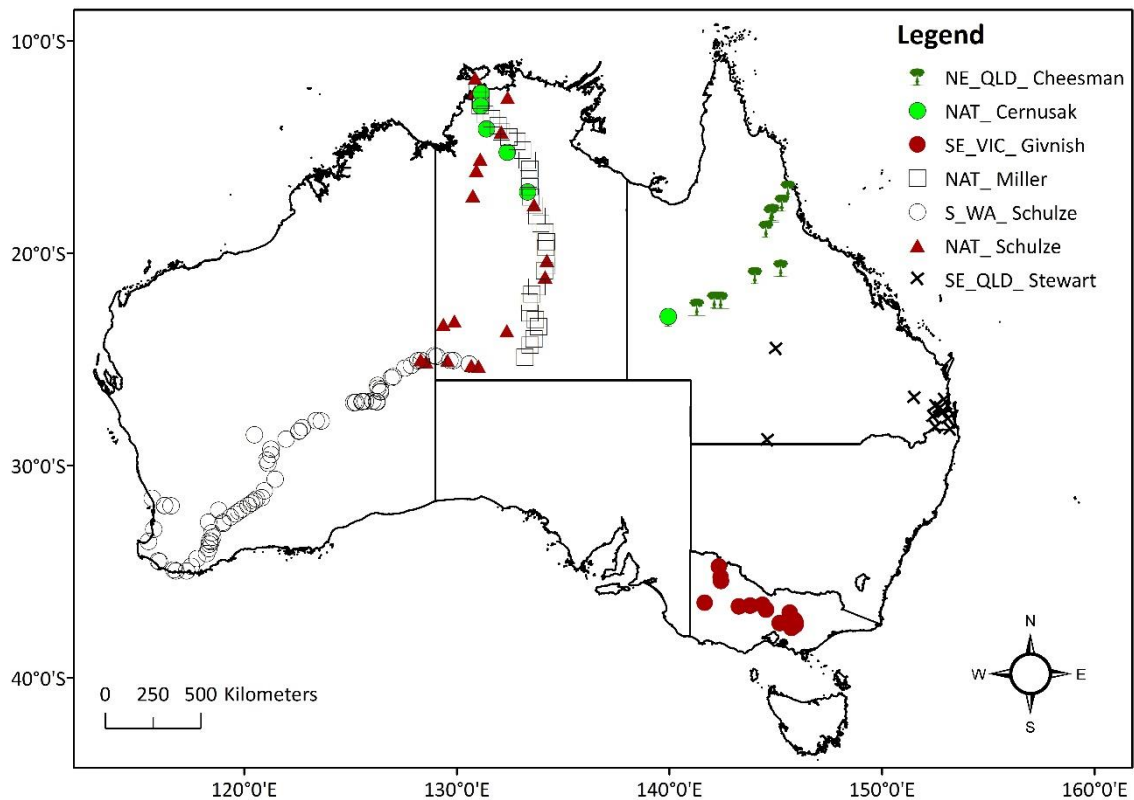 Legend
NE_QLD_ Cheesman
NAT_ Cernusak
SE_VIC_ Givnish
NAT_ Miller
S_WA_ Schulze
NAT_ Schulze
SE_QLD_ Stewart
10°0'S
20°0'S
30°0'S
40°0'S
0 250 500 Kilometers
N
W E
S
120°0'E 130°0'E 140°0'E 150°0'E 160°0'E